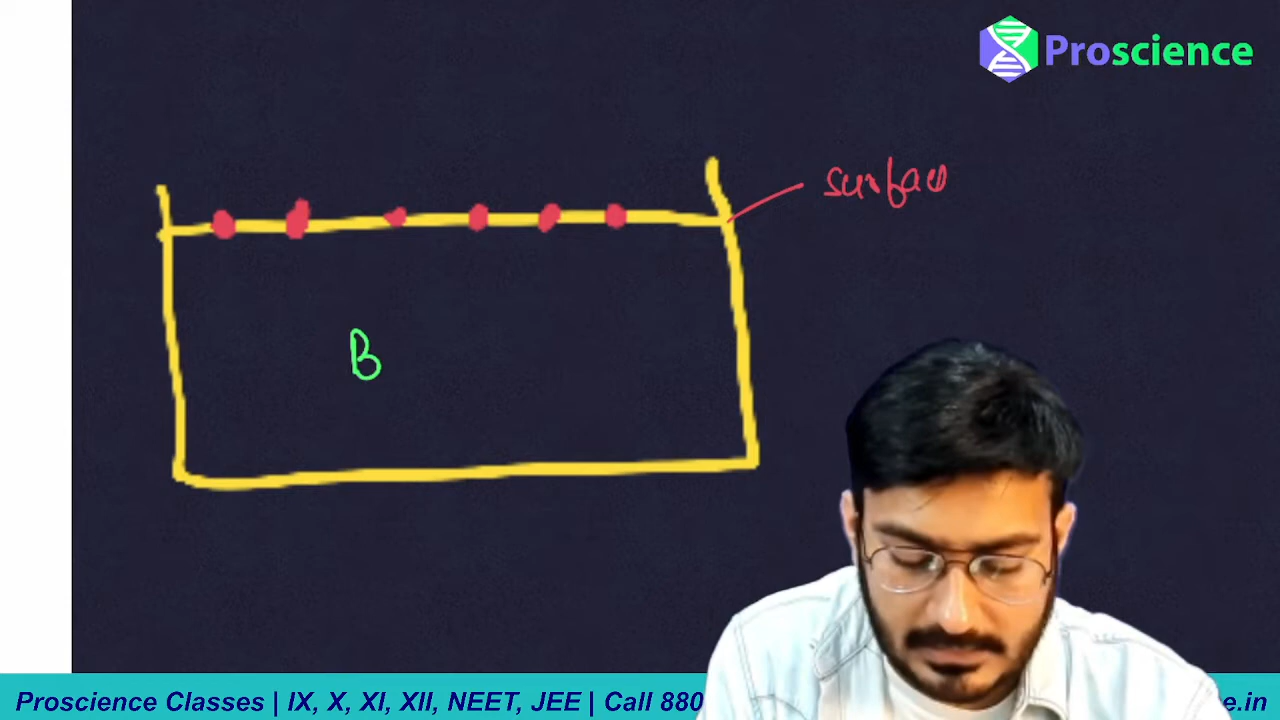 Proscience
surface
B
Proscience Classes | IX, X, XI, XII, NEET, JEE | Call 880
e.in